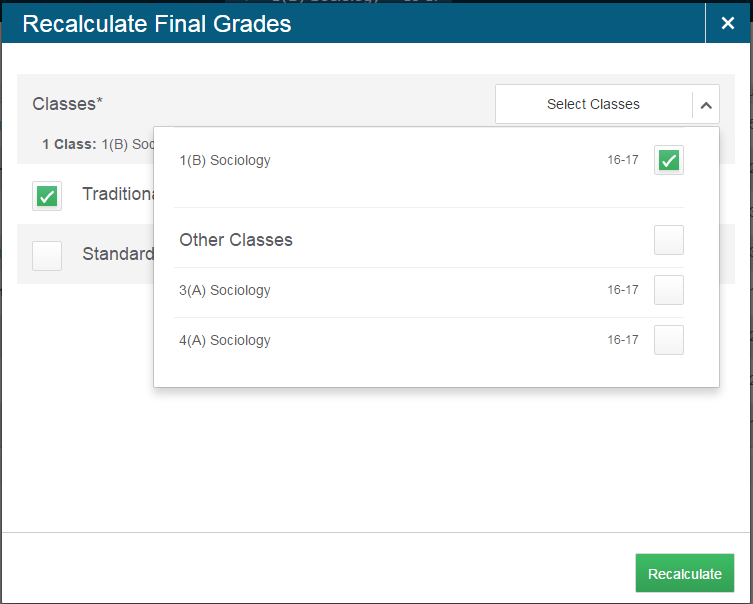 Recalculate Final Grades
Classes*
Select Classes
1 Class: 1(B) Soc
1(B) Sociology 16-17
Traditiona
Other Classes
Standard
3(A) Sociology 16-17
4(A) Sociology 16-17
Recalculate